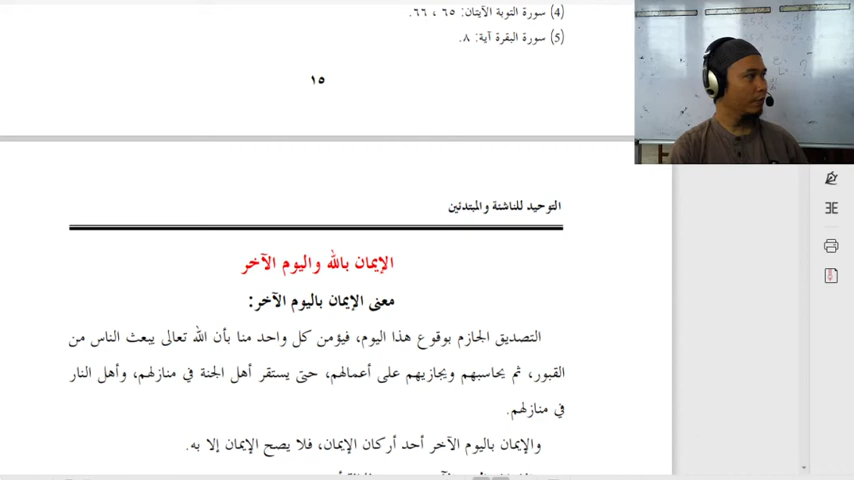 (4) سورة التوبة الآيتان: ٦٥ ، ٦٦.
(5) سورة البقرة آية: ٨.
١٥
التوحيد للناشئة والمبتدئين
الإيمان بالله واليوم الآخر
معنى الإيمان باليوم الآخر:
التصديق الجازم بوقوع هذا اليوم، فيؤمن كل واحد منا بأن الله تعالى يبعث الناس من
القبور، ثم يحاسبهم ويجازيهم على أعمالهم، حتى يستقر أهل الجنة في منازلهم، وأهل النار
في منازلهم.
والإيمان باليوم الآخر أحد أركان الإيمان، فلا يصح الإيمان إلا به.